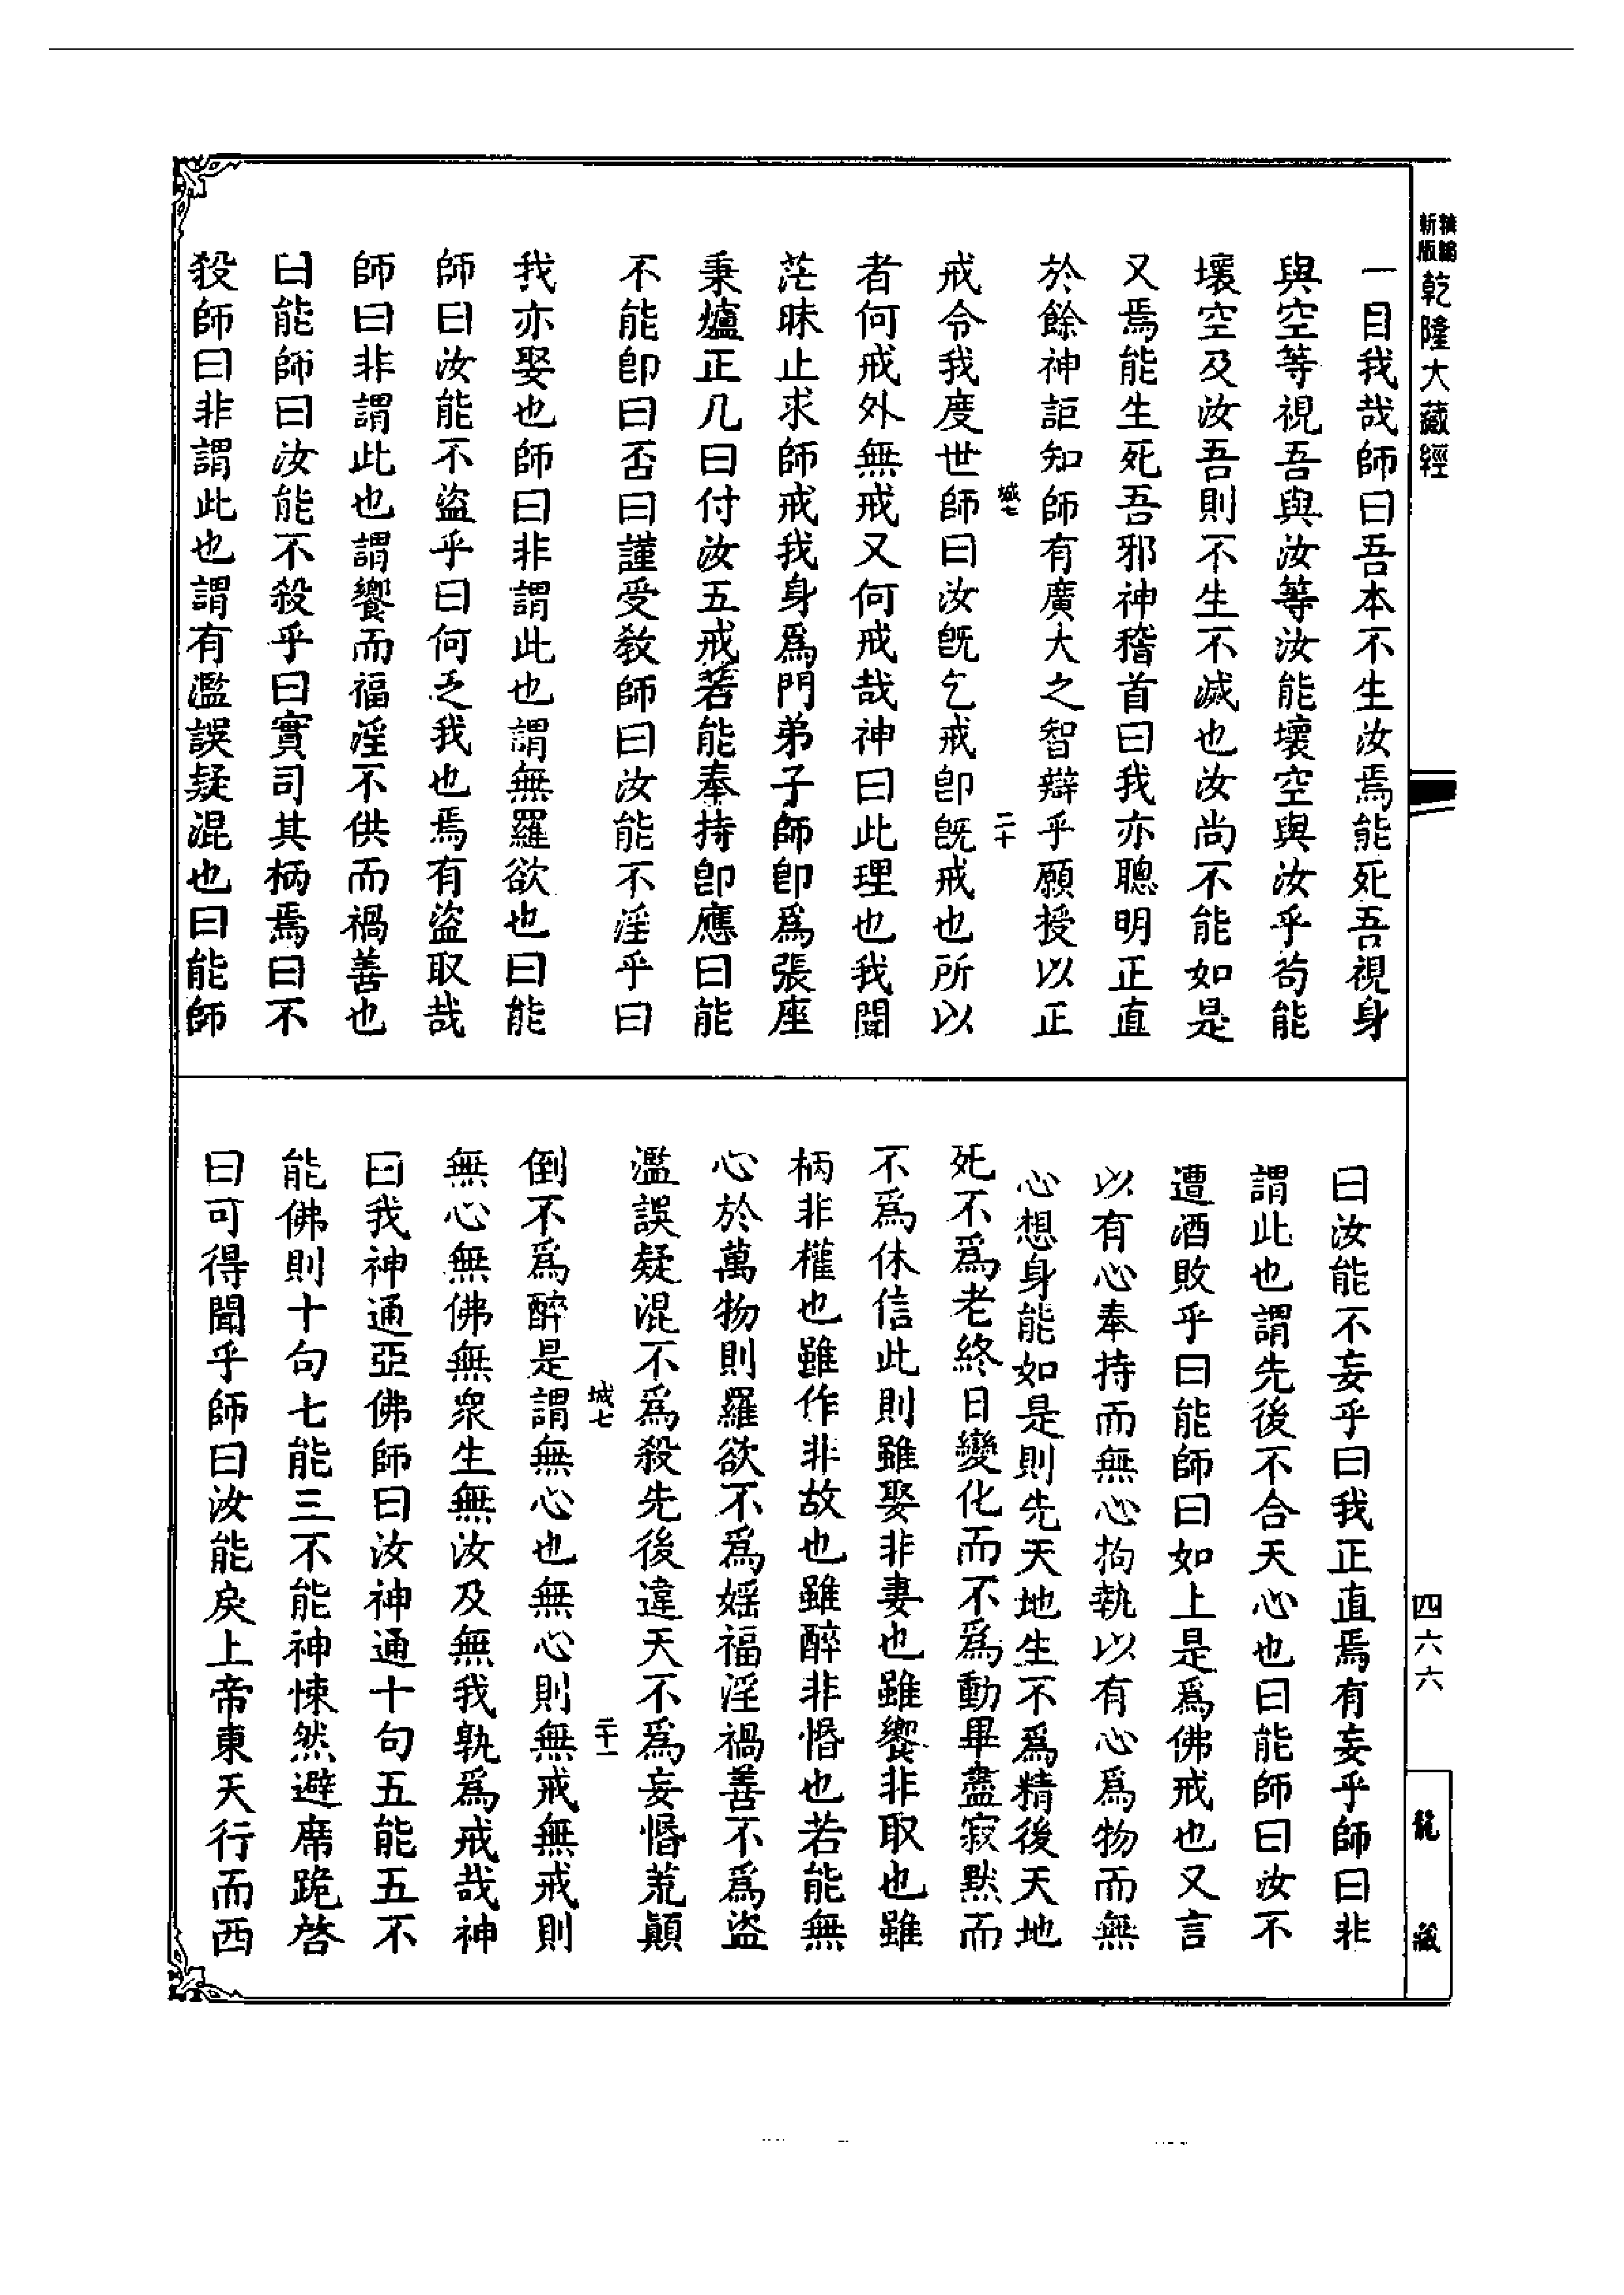 新版精編乾隆大藏經
一目我哉師曰吾本不生汝焉能死吾視身
與空等視吾與汝等汝能壞空與汝乎茍能
壞空及汝吾則不生不滅也汝尚不能如是
又焉能生死吾邪神稽首曰我亦聰明正直
於餘神詎知師有廣大之智辯乎願授以正
城七 二十
戒令我度世師曰汝旣乞戒卽旣戒也所以
者何戒外無戒又何戒哉神曰此理也我聞
茫昧止求師戒我身爲門弟子師卽爲張座
秉爐正几曰付汝五戒若能奉持卽應曰能
不能卽曰否曰謹受教師曰汝能不淫乎曰
我亦娶也師曰非謂此也謂無羅欲也曰能
師曰汝能不盜乎曰何乏我也焉有盜取哉
師曰非謂此也謂饗而福淫不供而禍善也
曰能師曰汝能不殺乎曰實司其柄焉曰不
殺師曰非謂此也謂有濫誤疑混也曰能師
曰汝能不妄乎曰我正直焉有妄乎師曰非
謂此也謂先後不合天心也曰能師曰汝不
遭酒敗乎曰能師曰如上是爲佛戒也又言
以有心奉持而無心拘執以有心爲物而無
心想身能如是則先天地生不爲精後天地
死不爲老終日變化而不爲動畢盡寂默而
不爲休信此則雖娶非妻也雖饗非取也雖
柄非權也雖作非故也雖醉非惛也若能無
心於萬物則羅欲不爲婬福淫禍善不爲盜
濫誤疑混不爲殺先後違天不爲妄惛荒顛
城七 二十一
倒不爲醉是謂無心也無心則無戒無戒則
無心無佛無衆生無汝及無我孰爲戒哉神
曰我神通亞佛師曰汝神通十句五能五不
能佛則十句七能三不能神悚然避席跪啓
曰可得聞乎師曰汝能戾上帝東天行而西
四六六
龍藏